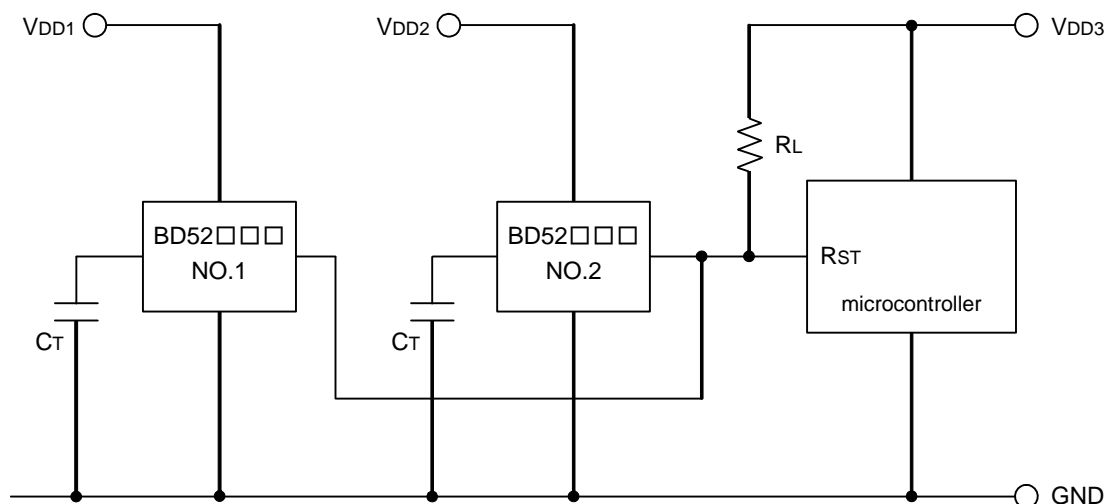 VDD1
VDD2
VDD3
RL
BD52□□□
NO.1
BD52□□□
NO.2
RST
microcontroller
CT
CT
GND